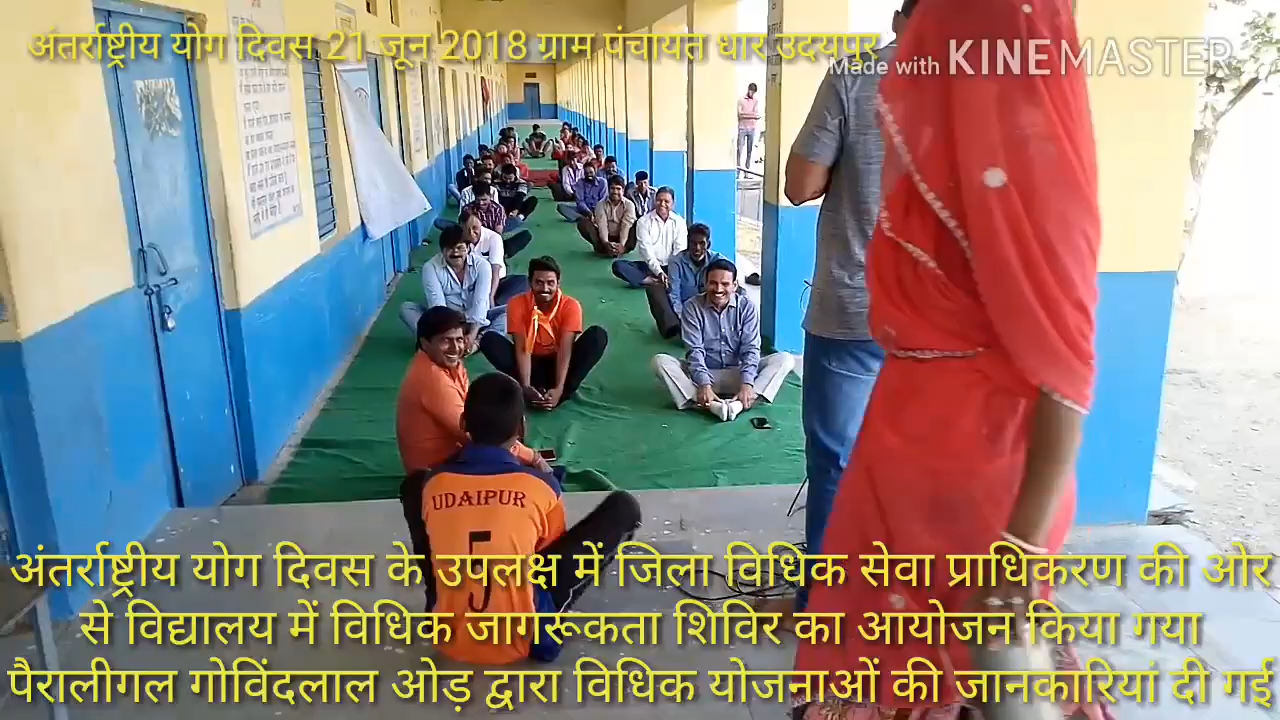 अंतर्राष्ट्रीय योग दिवस 21 जून 2018 ग्राम पंचायत धार उदयपुर
Made with KINEMASTER
UDAIPUR
5
अंतर्राष्ट्रीय योग दिवस के उपलक्ष में जिला विधिक सेवा प्राधिकरण की ओर
से विद्यालय में विधिक जागरूकता शिविर का आयोजन किया गया
पैरालीगल गोविंदलाल ओड़ द्वारा विधिक योजनाओं की जानकारियां दी गई